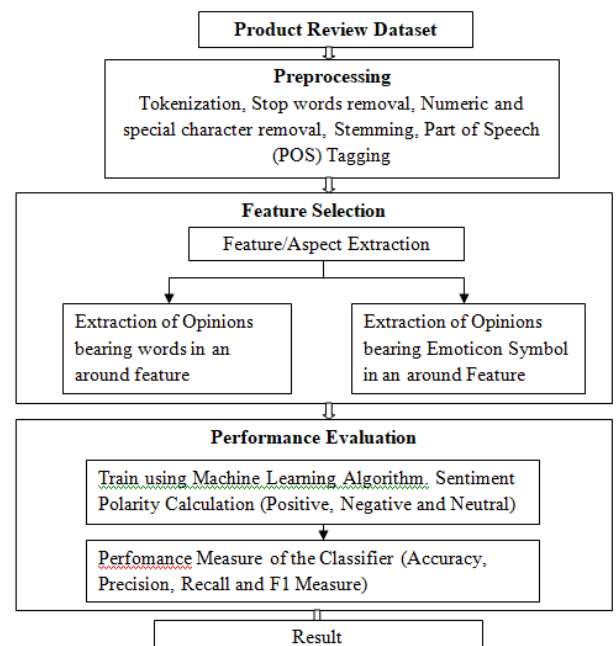 Product Review Dataset
Preprocessing
Tokenization, Stop words removal, Numeric and
special character removal, Stemming, Part of Speech
(POS) Tagging
Feature Selection
Feature/Aspect Extraction
Extraction of Opinions
bearing words in an
around feature
Extraction of Opinions
bearing Emoticon Symbol
in an around Feature
Performance Evaluation
Train using Machine Learning Algorithm. Sentiment
Polarity Calculation (Positive, Negative and Neutral)
Perfomance Measure of the Classifier (Accuracy,
Precision, Recall and F1 Measure)
Result